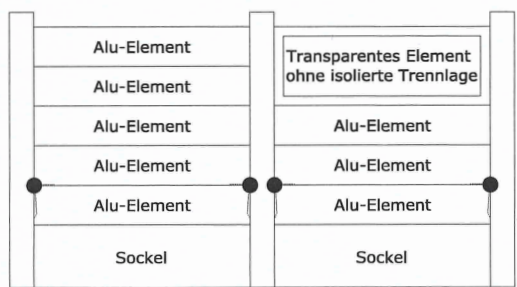 Alu-Element
Alu-Element
Alu-Element
Alu-Element
Alu-Element
Sockel
Transparentes Element
ohne isolierte Trennlage
Alu-Element
Alu-Element
Alu-Element
Sockel